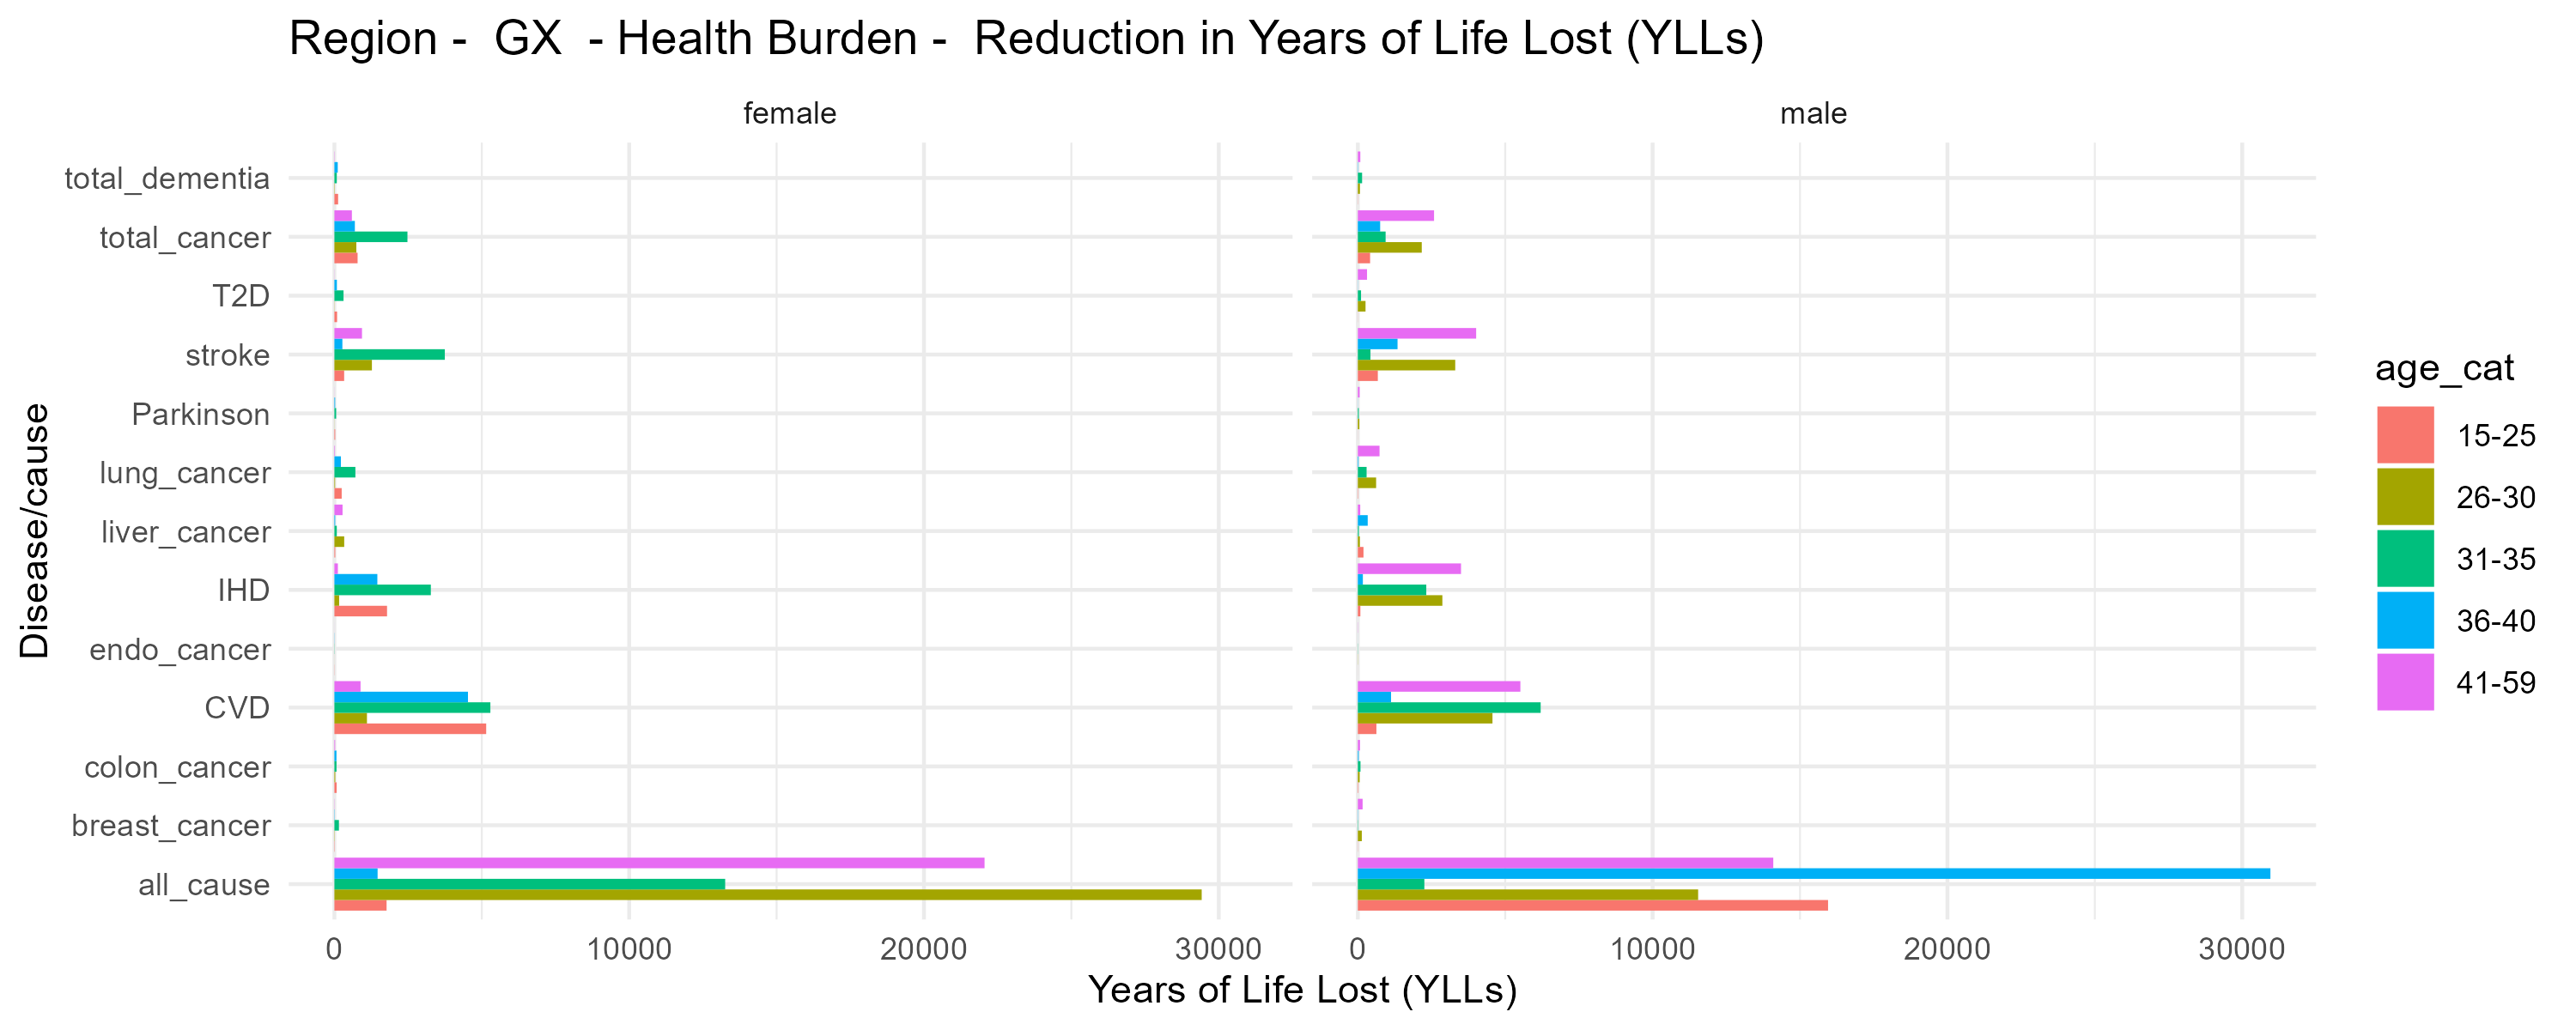 Region -  GX  - Health Burden -  Reduction in Years of Life Lost (YLLs)
female
male
Disease/cause
total_dementia
total_cancer
T2D
stroke
Parkinson
lung_cancer
liver_cancer
IHD
endo_cancer
CVD
colon_cancer
breast_cancer
all_cause
0 10000 20000 30000
0 10000 20000 30000
Years of Life Lost (YLLs)
age_cat
15-25
26-30
31-35
36-40
41-59